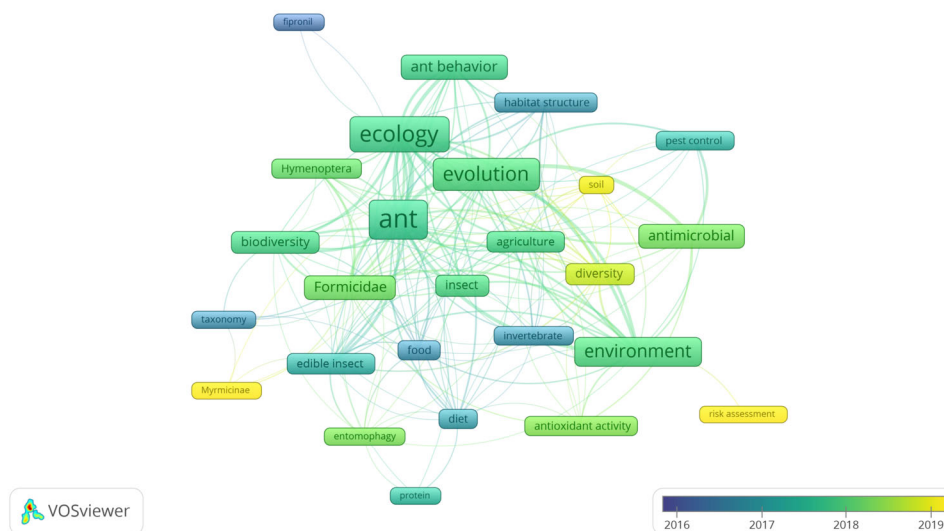 fipronil
ant behavior
habitat structure
ecology
pest control
Hymenoptera
evolution
soil
ant
antimicrobial
biodiversity
agriculture
diversity
Formicidae
insect
taxonomy
invertebrate
food
environment
edible insect
Myrmicinae
risk assessment
diet
antioxidant activity
entomophagy
protein
VOSviewer
2016 2017 2018 2019